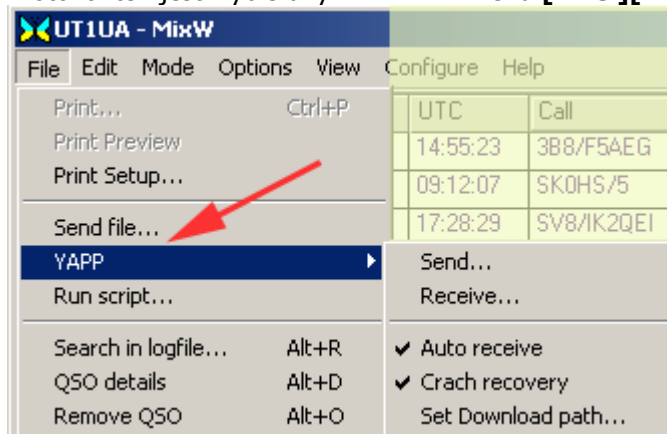 UT1UA - MixW
File Edit Mode Options View Configure Help
Print... Ctrl+P
Print Preview
Print Setup...
Send file...
YAPP
Run script...
Search in logfile... Alt+R
QSO details Alt+D
Remove QSO Alt+O
UTC Call
14:55:23 3B8/F5AEG
09:12:07 SK0HS/5
17:28:29 SV8/IK2QEI
Send...
Receive...
Auto receive
Crach recovery
Set Download path...